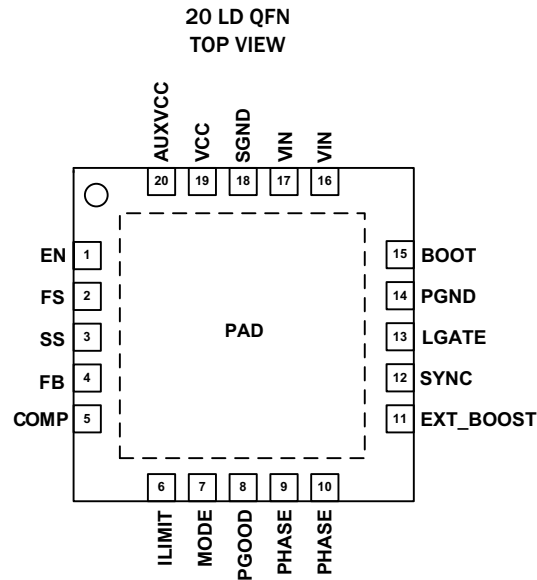 20 LD QFN
TOP VIEW
AUXVCC
VCC
SGND
VIN
VIN
20
19
18
17
16
EN 1
FS 2
SS 3
FB 4
COMP 5
PAD
15 BOOT
14 PGND
13 LGATE
12 SYNC
11 EXT_BOOST
6
7
8
9
10
ILIMIT
MODE
PGOOD
PHASE
PHASE